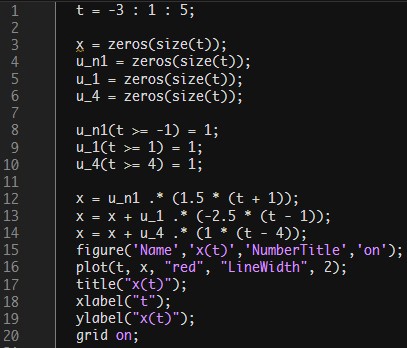 1 t = -3 : 1 : 5;
2
3 x = zeros(size(t));
4 u_n1 = zeros(size(t));
5 u_1 = zeros(size(t));
6 u_4 = zeros(size(t));
7
8 u_n1(t >= -1) = 1;
9 u_1(t >= 1) = 1;
10 u_4(t >= 4) = 1;
11
12 x = u_n1 .* (1.5 * (t + 1));
13 x = x + u_1 .* (-2.5 * (t - 1));
14 x = x + u_4 .* (1 * (t - 4));
15 figure('Name','x(t)','NumberTitle','on');
16 plot(t, x, "red", "LineWidth", 2);
17 title("x(t)");
18 xlabel("t");
19 ylabel("x(t)");
20 grid on;